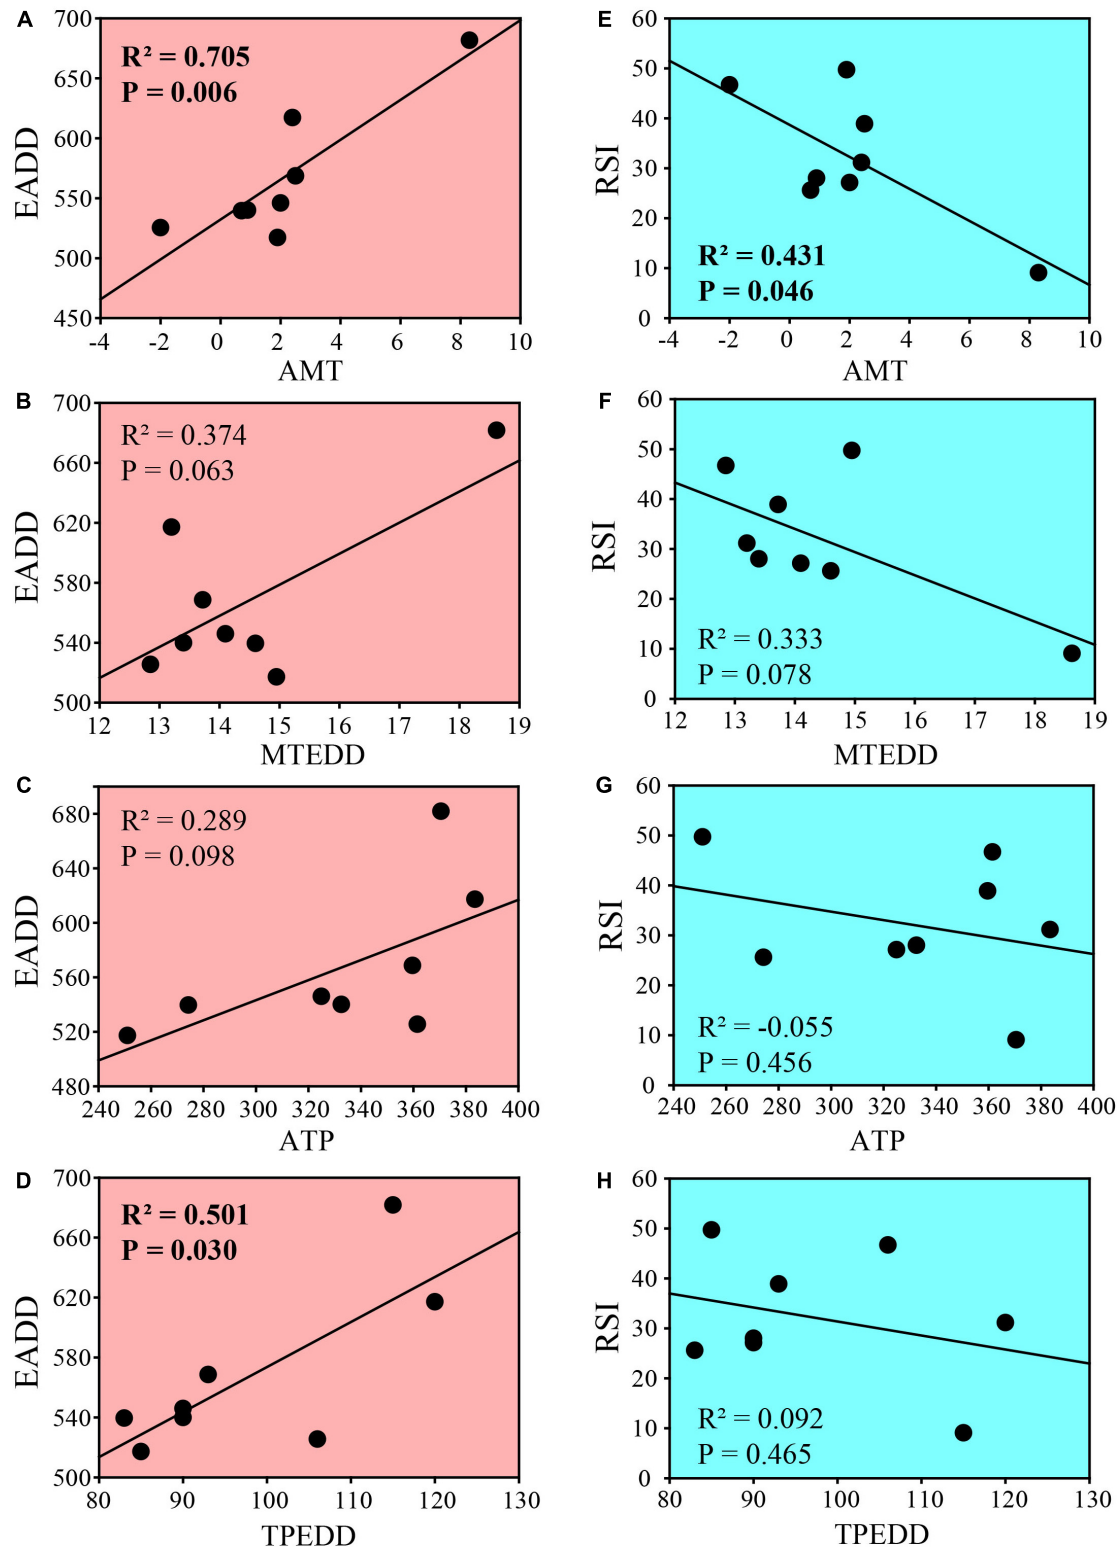 A
700
650
600
550
500
450
EADD
R² = 0.705
P = 0.006
-4 -2 0 2 4 6 8 10
AMT
E
60
50
40
30
20
10
0
RSI
R² = 0.431
P = 0.046
-4 -2 0 2 4 6 8 10
AMT
B
700
660
620
580
540
500
EADD
R² = 0.374
P = 0.063
12 13 14 15 16 17 18 19
MTEDD
F
60
50
40
30
20
10
0
RSI
R² = 0.333
P = 0.078
12 13 14 15 16 17 18 19
MTEDD
C
680
640
600
560
520
480
EADD
R² = 0.289
P = 0.098
240 260 280 300 320 340 360 380 400
ATP
G
60
50
40
30
20
10
0
RSI
R² = -0.055
P = 0.456
240 260 280 300 320 340 360 380 400
ATP
D
700
660
620
580
540
500
EADD
R² = 0.501
P = 0.030
80 90 100 110 120 130
TPEDD
H
60
50
40
30
20
10
0
RSI
R² = 0.092
P = 0.465
80 90 100 110 120 130
TPEDD